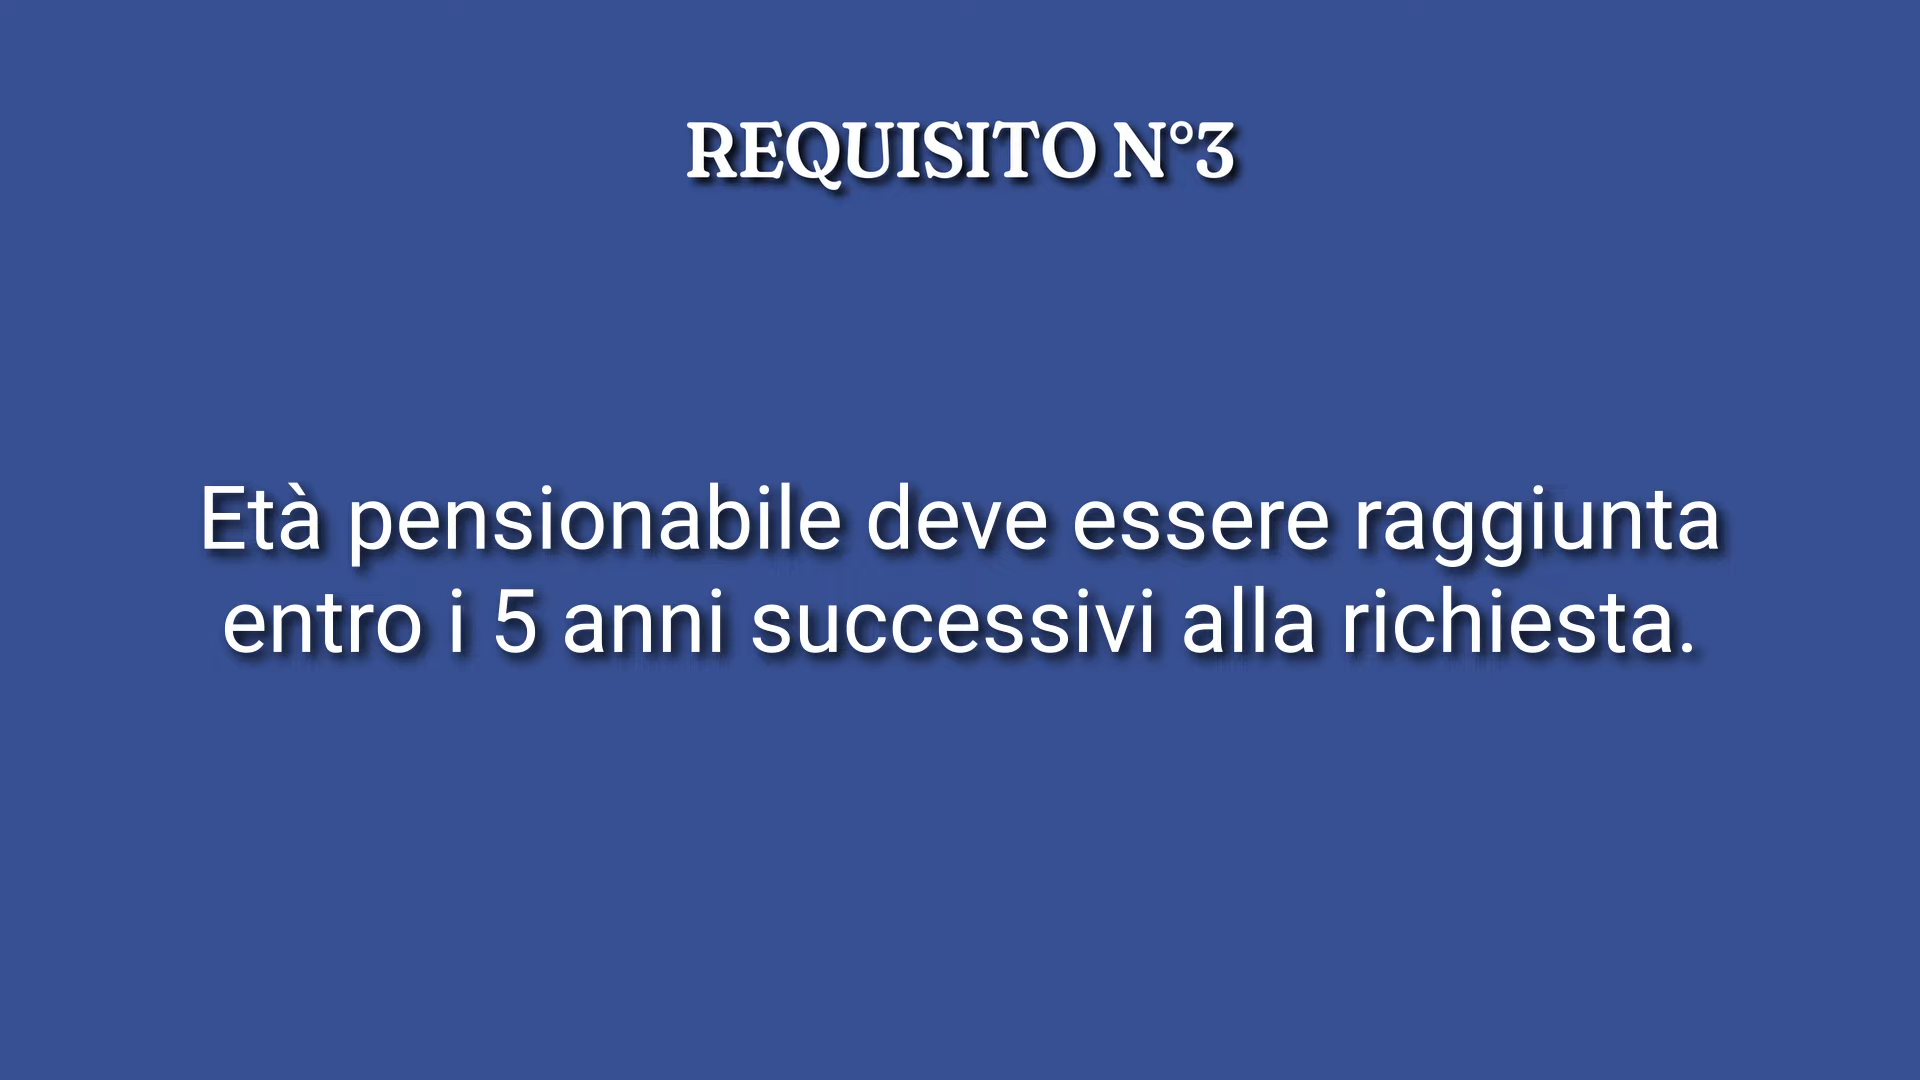 REQUISITO N°3
Età pensionabile deve essere raggiunta
entro i 5 anni successivi alla richiesta.